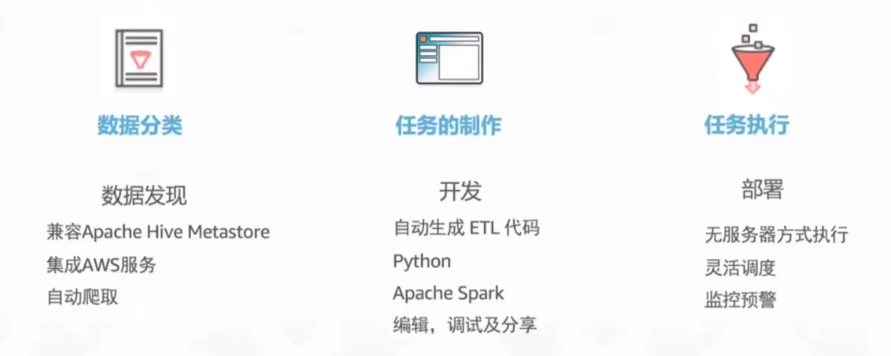 数据分类
任务的制作
任务执行
数据发现
兼容Apache Hive Metastore
集成AWS服务
自动爬取
开发
自动生成 ETL 代码
Python
Apache Spark
编辑，调试及分享
部署
无服务器方式执行
灵活调度
监控预警